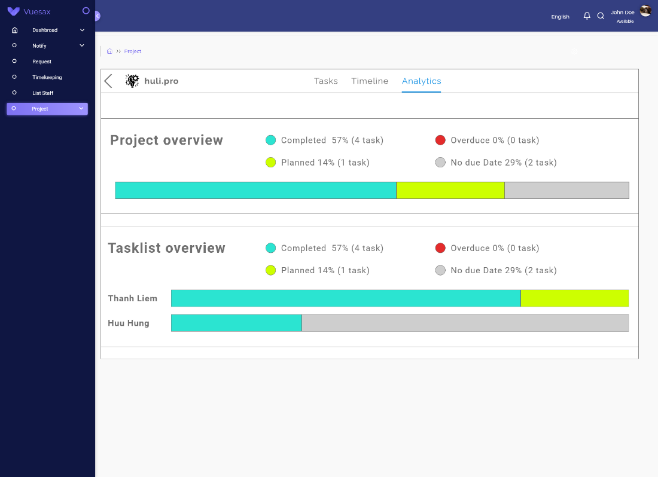 Vuesax
Dashbroed
Notify
Request
Timekeeping
List Staff
Project
English
John Doe
Available
Project
huli.pro
Tasks
Timeline
Analytics
Project overview
Completed 57% (4 task)
Overduce 0% (0 task)
Planned 14% (1 task)
No due Date 29% (2 task)
Tasklist overview
Completed 57% (4 task)
Overduce 0% (0 task)
Planned 14% (1 task)
No due Date 29% (2 task)
Thanh Liem
Huu Hung